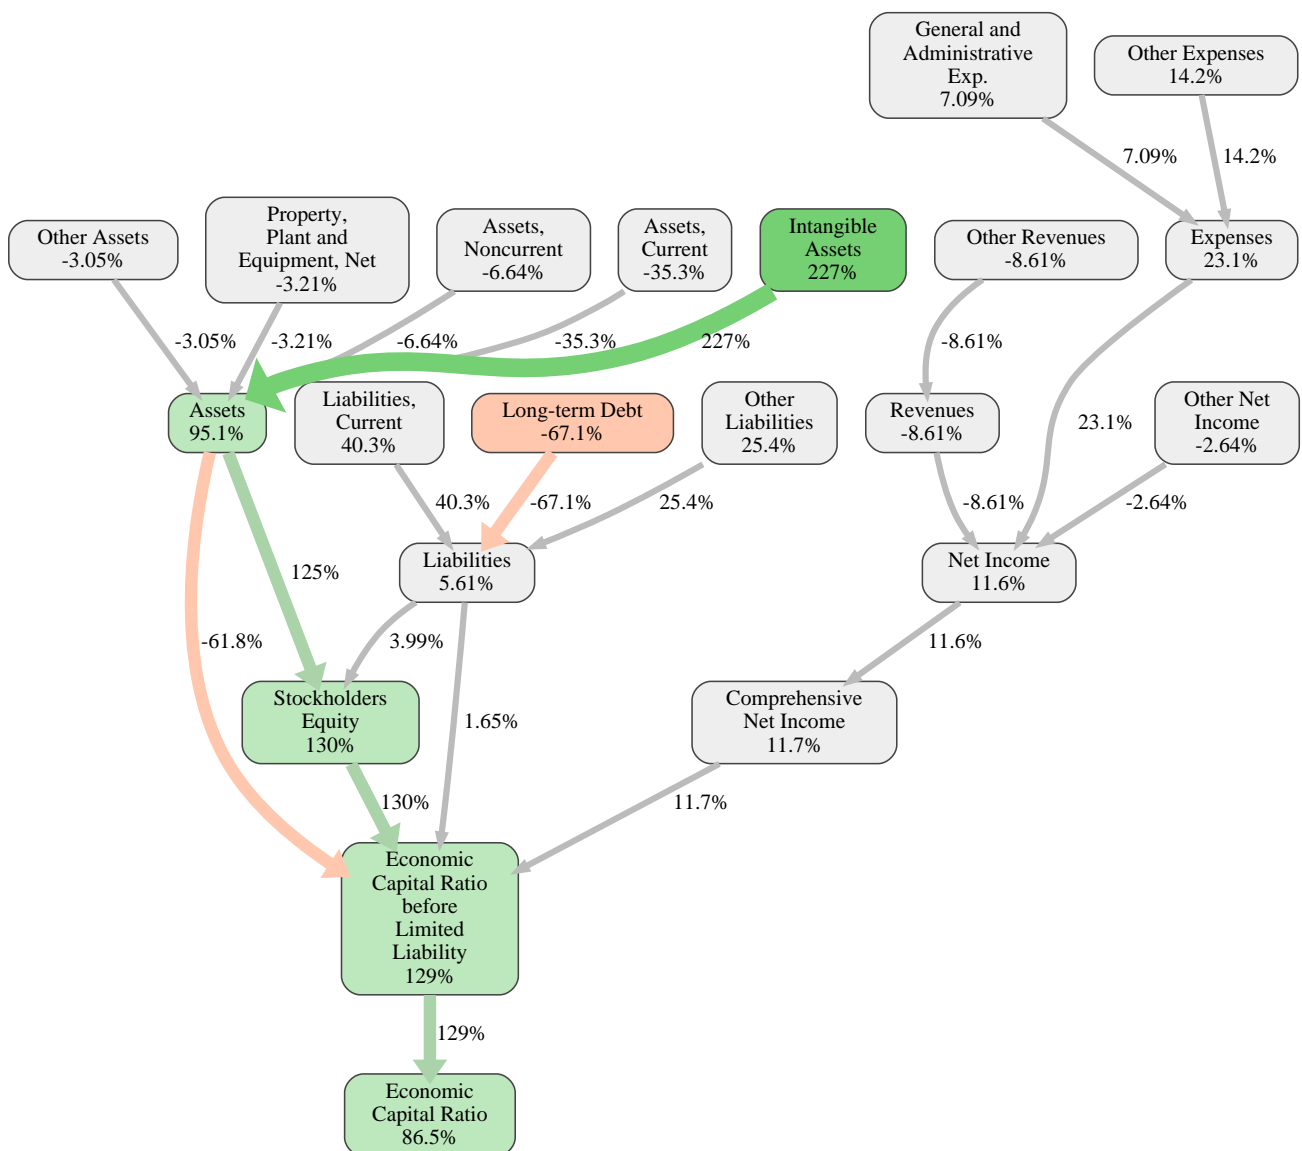 General and
Administrative
Exp.
7.09%
Other Expenses
14.2%
7.09%
14.2%
Other Assets
-3.05%
Property,
Plant and
Equipment, Net
-3.21%
Assets,
Noncurrent
-6.64%
Assets,
Current
-35.3%
Intangible
Assets
227%
Other Revenues
-8.61%
Expenses
23.1%
-3.05%
-3.21%
-6.64%
-35.3%
227%
-8.61%
Assets
95.1%
Liabilities,
Current
40.3%
Long-term Debt
-67.1%
Other
Liabilities
25.4%
Revenues
-8.61%
23.1%
Other Net
Income
-2.64%
40.3%
-67.1%
25.4%
-8.61%
-2.64%
125%
Liabilities
5.61%
Net Income
11.6%
-61.8%
3.99%
11.6%
Stockholders
Equity
130%
1.65%
Comprehensive
Net Income
11.7%
130%
11.7%
Economic
Capital Ratio
before
Limited
Liability
129%
129%
Economic
Capital Ratio
86.5%